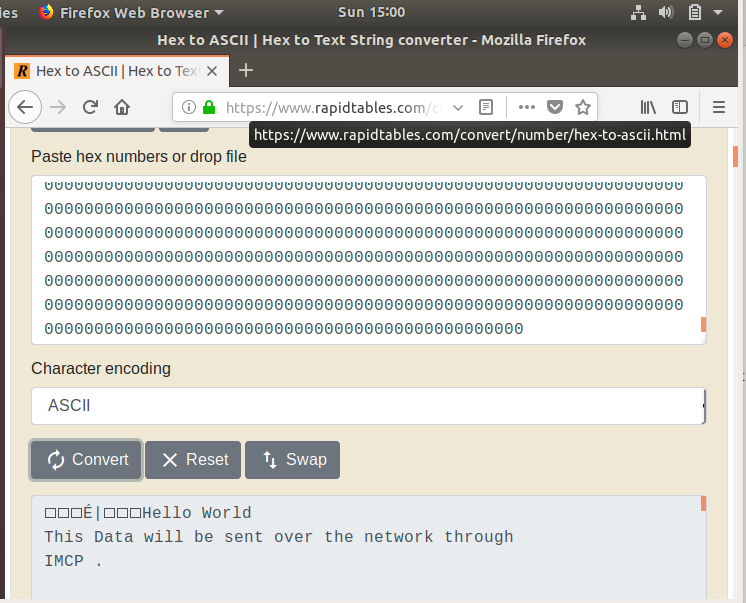 ies Firefox Web Browser Sun 15:00
Hex to ASCII | Hex to Text String converter - Mozilla Firefox
R Hex to ASCII | Hex to Tex
https://www.rapidtables.com/c
https://www.rapidtables.com/convert/number/hex-to-ascii.html
Paste hex numbers or drop file
0000000000000000000000000000000000000000000000000000000000000000
0000000000000000000000000000000000000000000000000000000000000000
0000000000000000000000000000000000000000000000000000000000000000
0000000000000000000000000000000000000000000000000000000000000000
0000000000000000000000000000000000000000000000000000000000000000
0000000000000000000000000000000000000000000000000000000000000000
000000000000000000000000000000000000000000000000
Character encoding
ASCII
Convert Reset Swap
□□□É|□□□Hello World
This Data will be sent over the network through
IMCP .